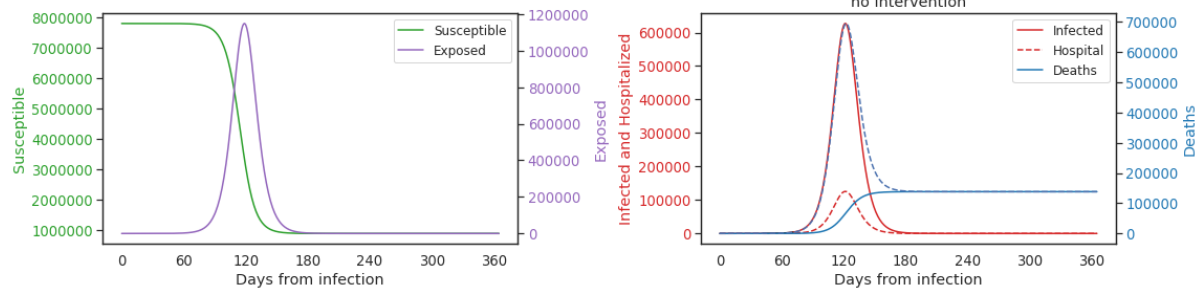 no intervention
8000000
7000000
6000000
5000000
4000000
3000000
2000000
1000000
Susceptible
Susceptible
Exposed
1200000
1000000
800000
600000
400000
200000
0
Exposed
0 60 120 180 240 300 360
Days from infection
600000
500000
400000
300000
200000
100000
0
Infected and Hospitalized
Infected
Hospital
Deaths
700000
600000
500000
400000
300000
200000
150000
100000
0
Deaths
0 60 120 180 240 300 360
Days from infection